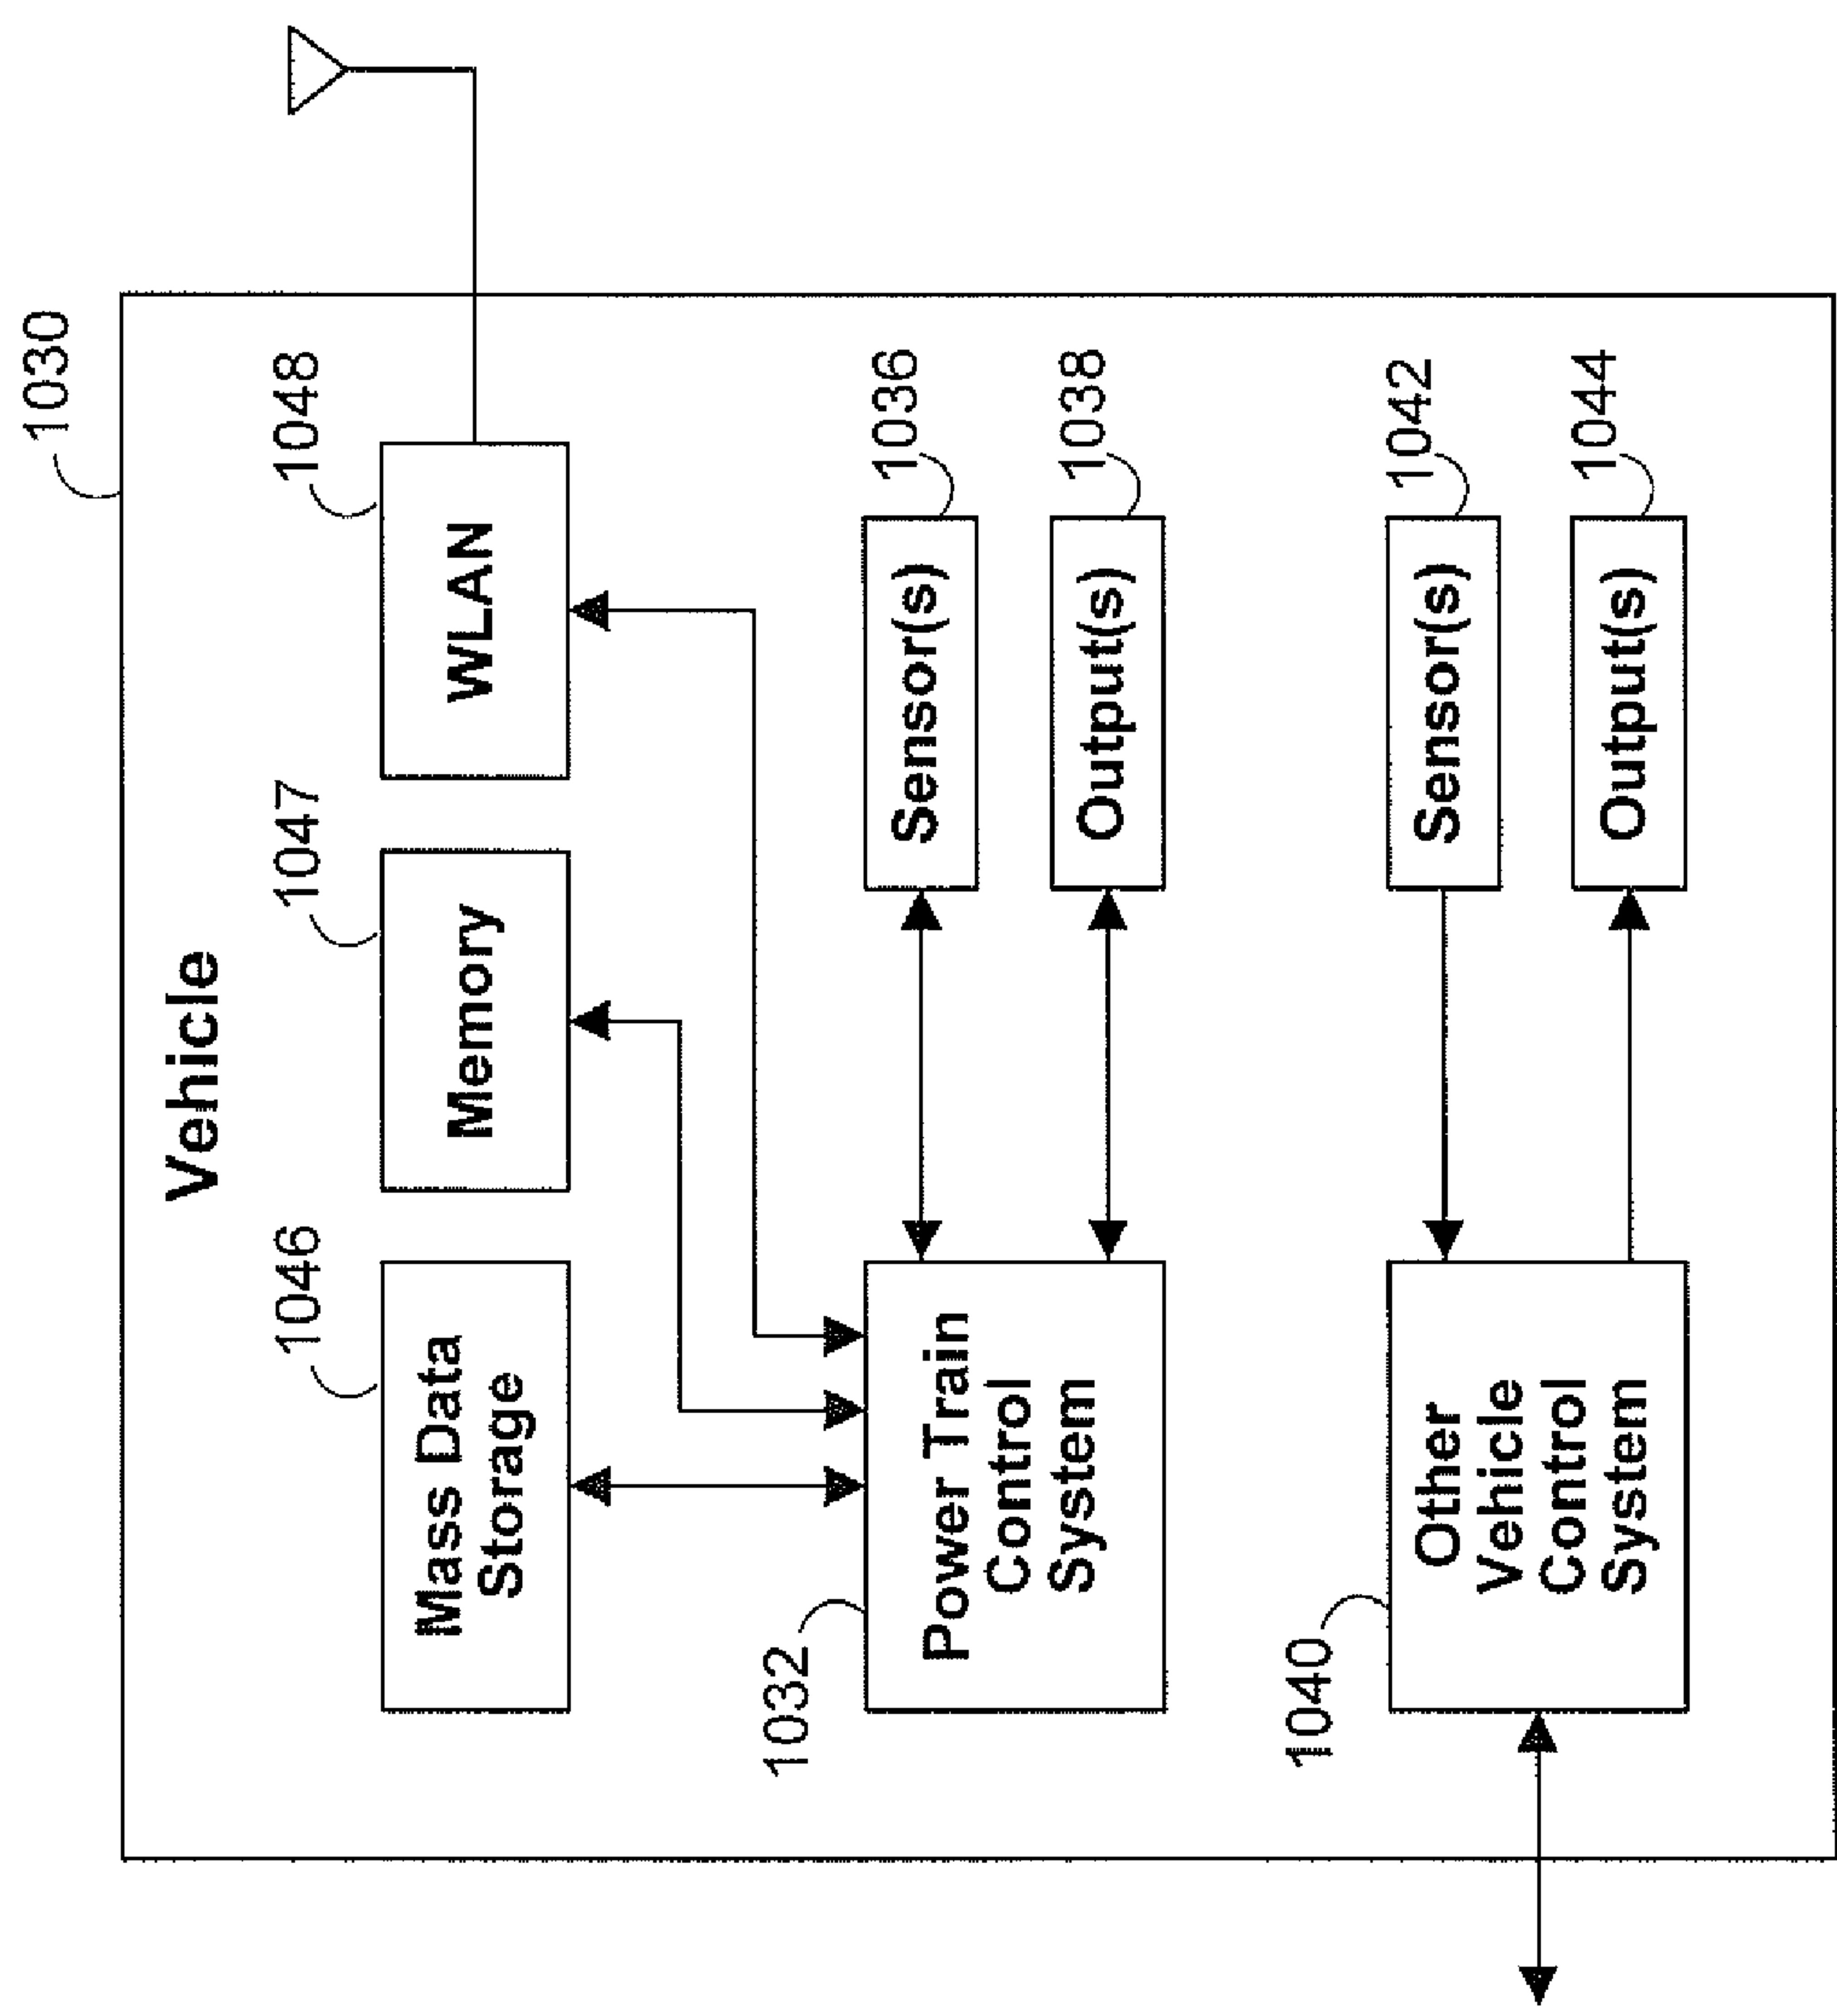 1030
Vehicle
1046
1047
1048
Mass Data
Storage
Memory
WLAN
1032
Power Train
Control
System
Sensor(s)
1036
Output(s)
1038
1040
Other
Vehicle
Control
System
Sensor(s)
1042
Output(s)
1044